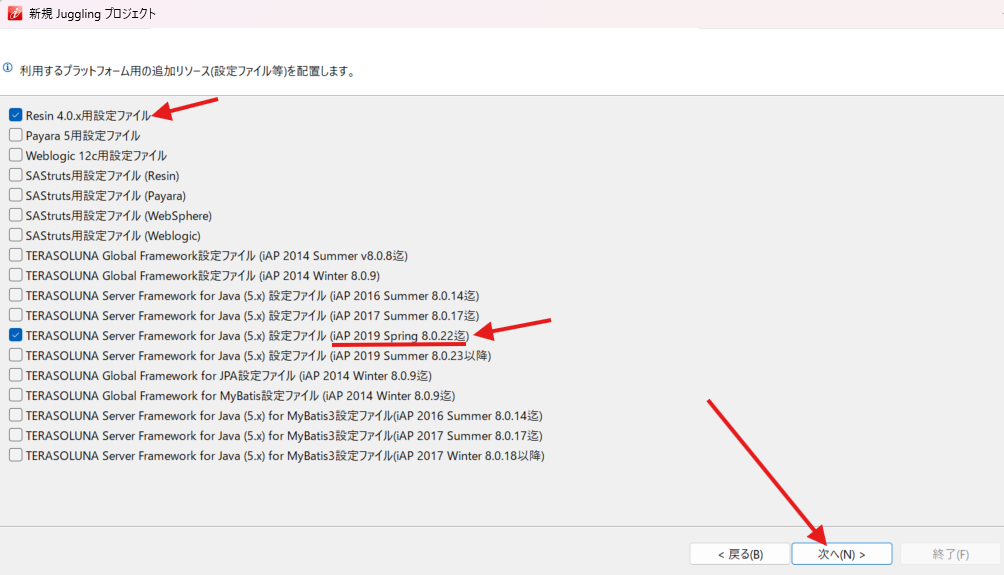 新規 Juggling プロジェクト
利用するプラットフォーム用の追加リソース(設定ファイル等)を配置します。
Resin 4.0.x用設定ファイル
Payara 5用設定ファイル
Weblogic 12c用設定ファイル
SAStruts用設定ファイル (Resin)
SAStruts用設定ファイル (Payara)
SAStruts用設定ファイル (WebSphere)
SAStruts用設定ファイル (Weblogic)
TERASOLUNA Global Framework設定ファイル (iAP 2014 Summer v8.0.8迄)
TERASOLUNA Global Framework設定ファイル (iAP 2014 Winter 8.0.9)
TERASOLUNA Server Framework for Java (5.x) 設定ファイル (iAP 2016 Summer 8.0.14迄)
TERASOLUNA Server Framework for Java (5.x) 設定ファイル (iAP 2017 Summer 8.0.17迄)
TERASOLUNA Server Framework for Java (5.x) 設定ファイル (iAP 2019 Spring 8.0.22迄)
TERASOLUNA Server Framework for Java (5.x) 設定ファイル (iAP 2019 Summer 8.0.23以降)
TERASOLUNA Global Framework for JPA設定ファイル (iAP 2014 Winter 8.0.9迄)
TERASOLUNA Global Framework for MyBatis設定ファイル (iAP 2014 Winter 8.0.9迄)
TERASOLUNA Server Framework for Java (5.x) for MyBatis3設定ファイル(iAP 2016 Summer 8.0.14迄)
TERASOLUNA Server Framework for Java (5.x) for MyBatis3設定ファイル(iAP 2017 Summer 8.0.17迄)
TERASOLUNA Server Framework for Java (5.x) for MyBatis3設定ファイル(iAP 2017 Winter 8.0.18以降)
< 戻る(B)
次へ(N) >
終了(F)